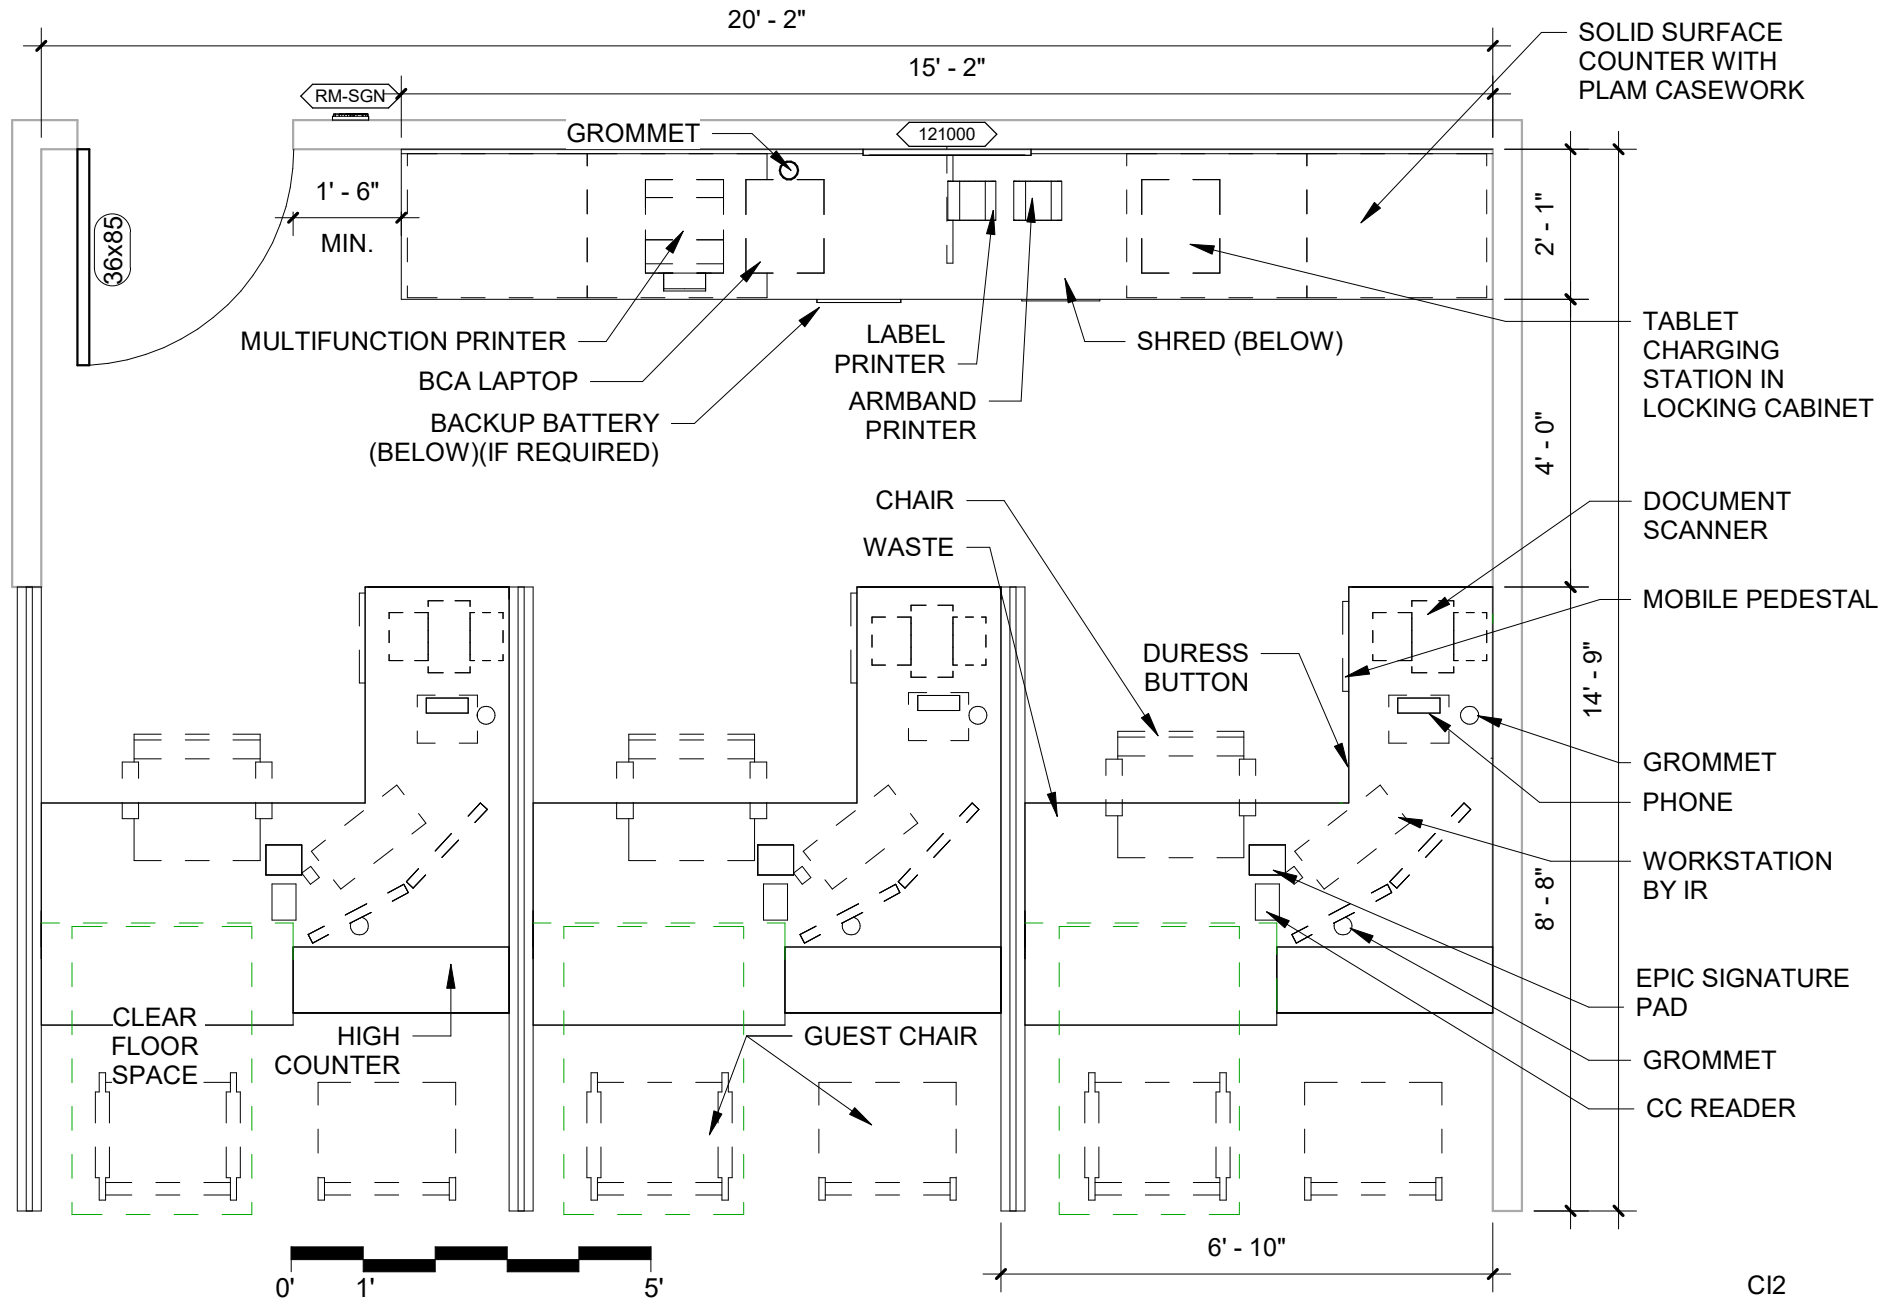 20' - 2"
SOLID SURFACE
COUNTER WITH
PLAM CASEWORK
15' - 2"
RM-SGN
GROMMET
121000
1' - 6"
MIN.
36x85
2' - 1"
MULTIFUNCTION PRINTER
BCA LAPTOP
BACKUP BATTERY
(BELOW)(IF REQUIRED)
LABEL
PRINTER
ARMBAND
PRINTER
SHRED (BELOW)
TABLET
CHARGING
STATION IN
LOCKING CABINET
4' - 0"
CHAIR
WASTE
DOCUMENT
SCANNER
MOBILE PEDESTAL
DURESS
BUTTON
14' - 9"
GROMMET
PHONE
WORKSTATION
BY IR
8' - 8"
EPIC SIGNATURE
PAD
GROMMET
CC READER
CLEAR
FLOOR
SPACE
HIGH
COUNTER
GUEST CHAIR
6' - 10"
0' 1' 5'
CI2